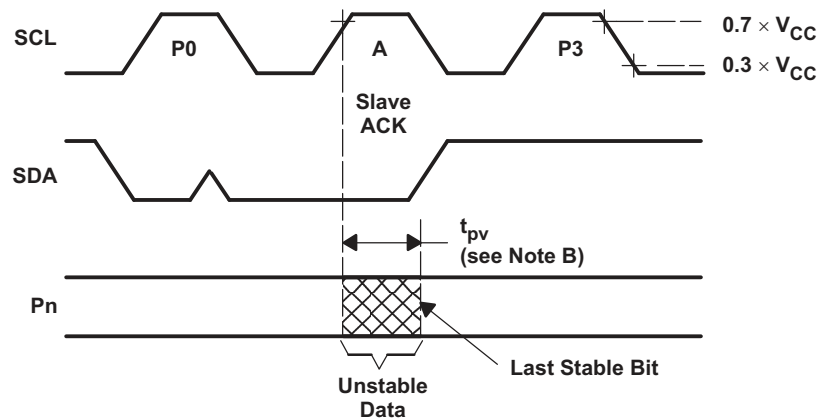 SCL
P0
A
P3
0.7 × VCC
0.3 × VCC
Slave
ACK
SDA
tpv
(see Note B)
Pn
Last Stable Bit
Unstable
Data